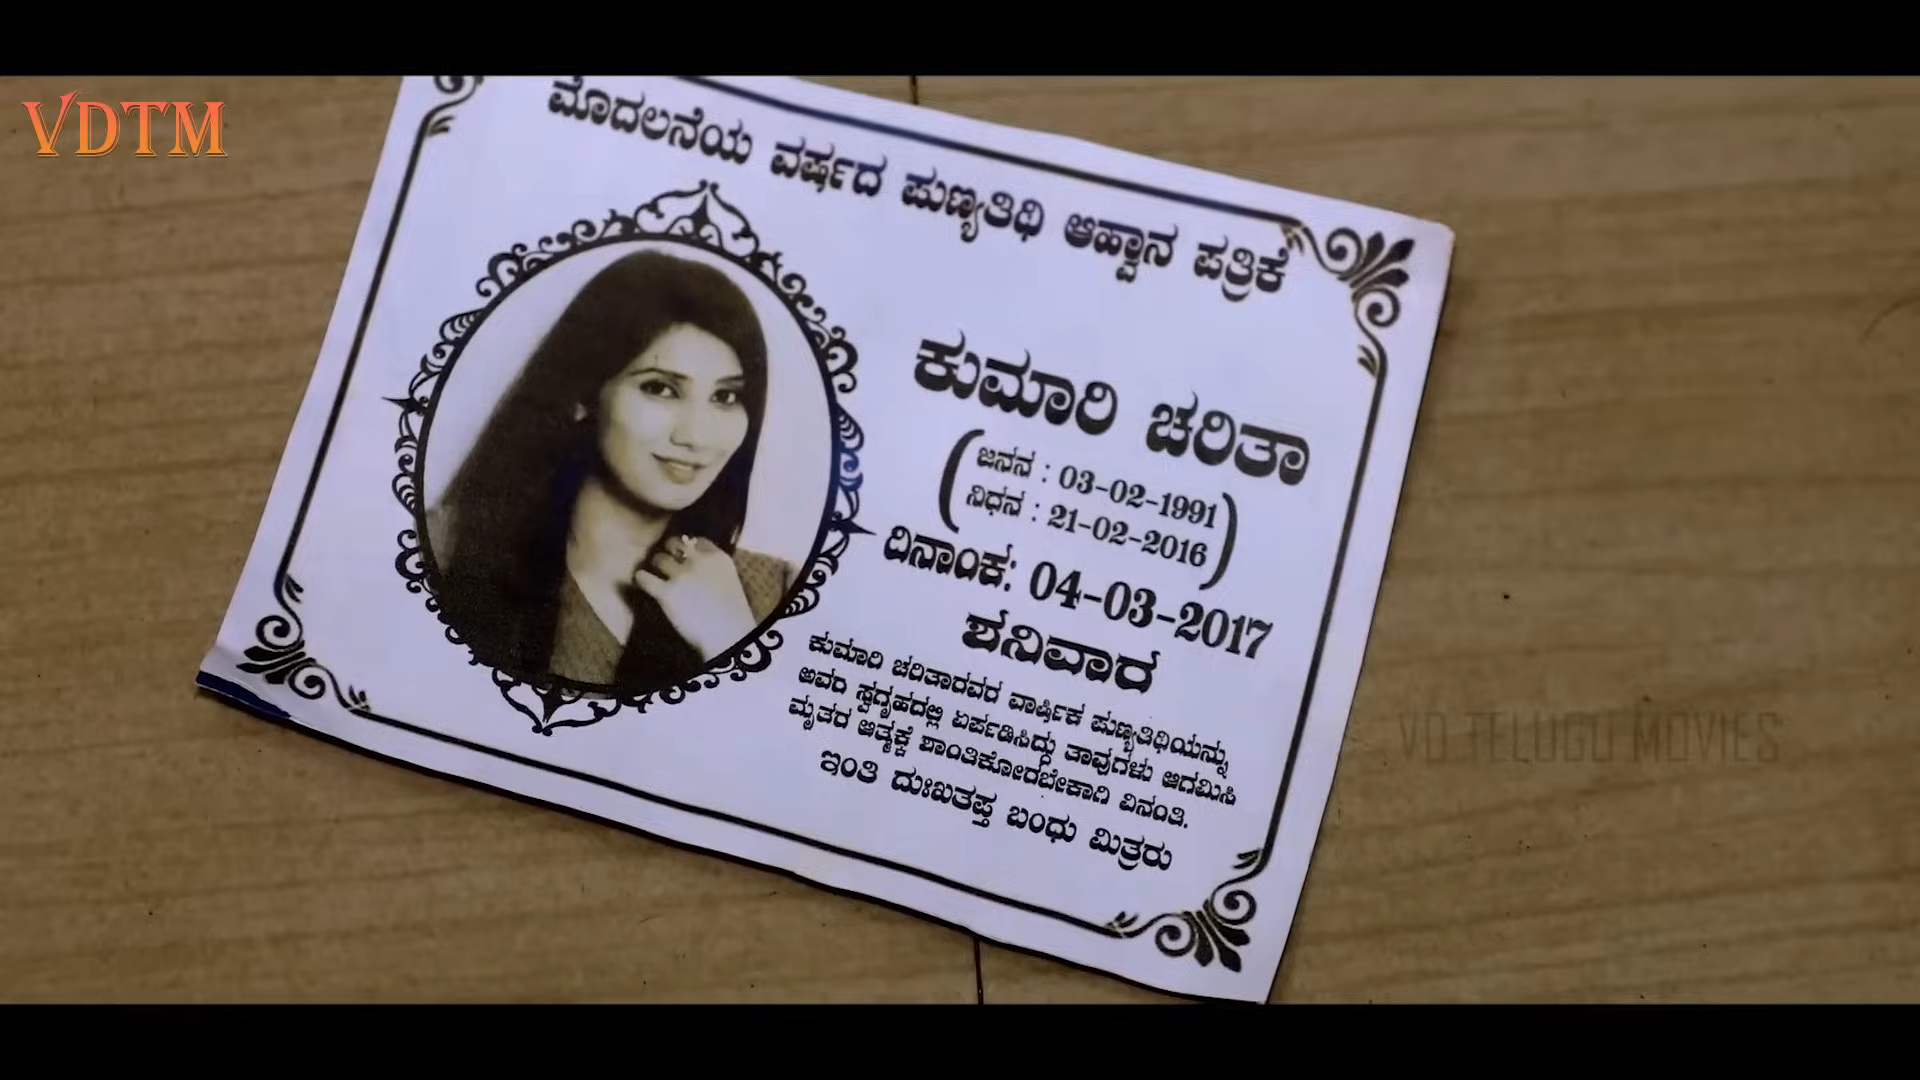 VDTM
ಮೊದಲನೆಯ ವರ್ಷದ ಪುಣ್ಯತಿಥಿ ಆಹ್ವಾನ ಪತ್ರಿಕೆ
ಕುಮಾರಿ ಚರಿತಾ
(ಜನನ : 03-02-1991
ನಿಧನ : 21-02-2016)
ದಿನಾಂಕ: 04-03-2017
ಶನಿವಾರ
ಕುಮಾರಿ ಚರಿತಾರವರ ವಾರ್ಷಿಕ ಪುಣ್ಯತಿಥಿಯನ್ನು
ಅವರ ಸ್ವಗೃಹದಲ್ಲಿ ಏರ್ಪಡಿಸಿದ್ದು ತಾವುಗಳು ಆಗಮಿಸಿ
ಮೃತರ ಆತ್ಮಕ್ಕೆ ಶಾಂತಿಕೋರಬೇಕಾಗಿ ವಿನಂತಿ.
ಇಂತಿ ದುಃಖತಪ್ತ ಬಂಧು ಮಿತ್ರರು
VD TELUGU MOVIES